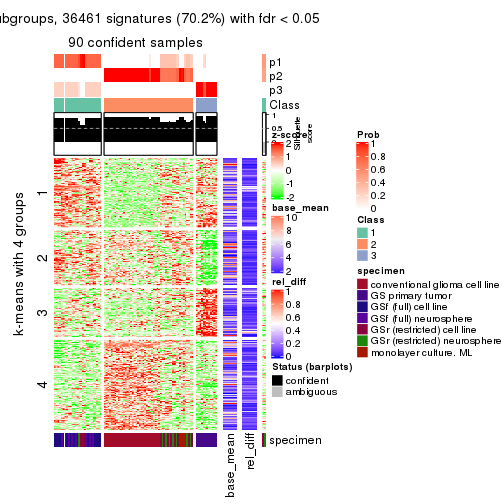 ubgroups, 36461 signatures (70.2%) with fdr < 0.05
90 confident samples
p1
p2
p3
Class
1
0.5
0
Silhouette
score
k-means with 4 groups
1
2
3
4
specimen
base_mean
rel_diff
z-score
2
1
0
-1
-2
base_mean
10
8
6
4
2
rel_diff
1
0.8
0.6
0.4
0.2
0
Status (barplots)
confident
ambiguous
Prob
1
0.8
0.6
0.4
0.2
0
Class
1
2
3
specimen
conventional glioma cell line
GS primary tumor
GSf (full) cell line
GSf (full) neurosphere
GSr (restricted) cell line
GSr (restricted) neurosphere
monolayer culture. ML